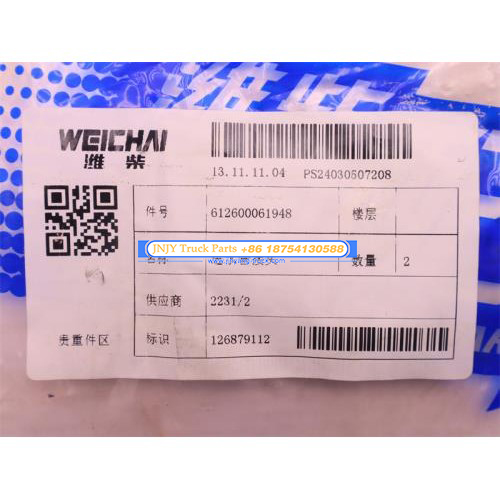 WEICHAI
潍柴
13.11.11.04 PS24030507208
件号 612600061948 楼层
JNJY Truck Parts +86 18754130588
数量 2
供应商 2231/2
贵重件区 标识 126879112